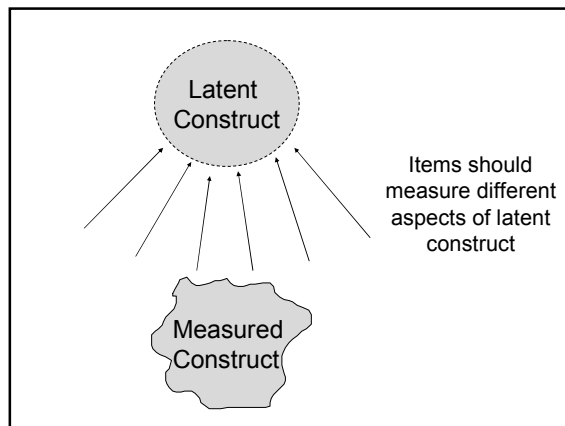 Latent
Construct
Items should
measure different
aspects of latent
construct
Measured
Construct